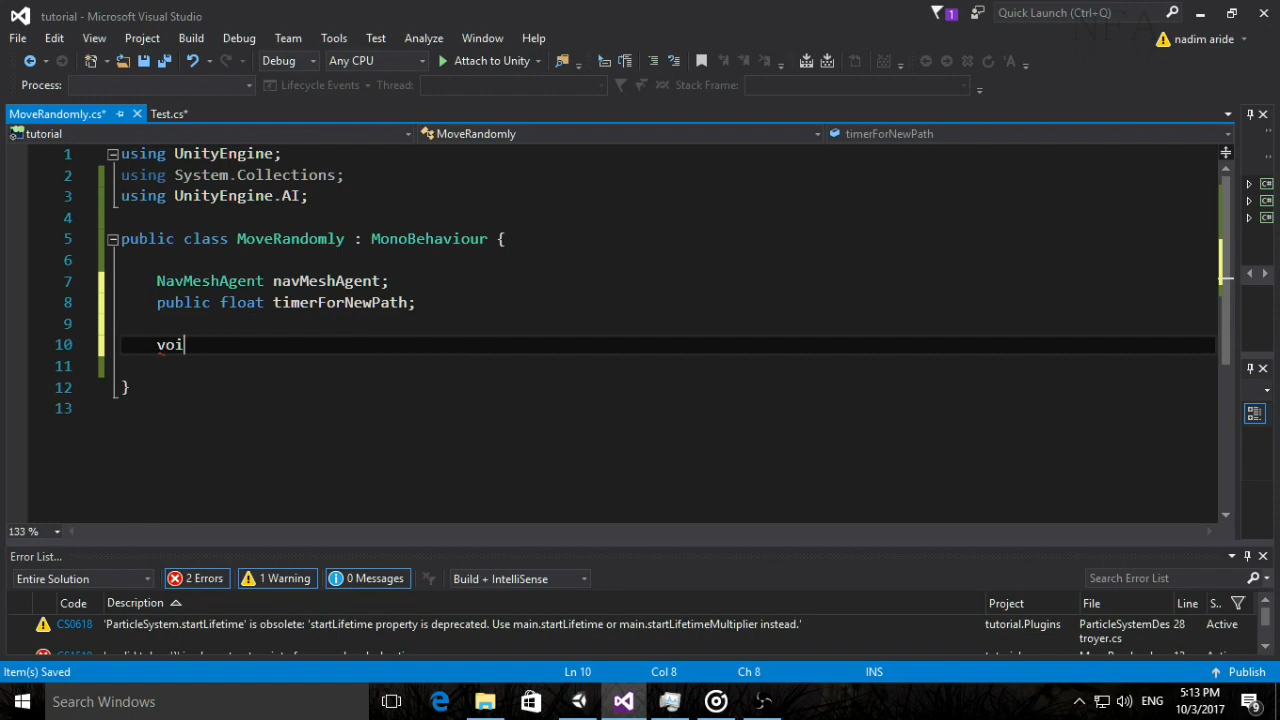 tutorial - Microsoft Visual Studio
1
Quick Launch (Ctrl+Q)
NFA
File Edit View Project Build Debug Team Tools Test Analyze Window Help
nadim aride
Debug Any CPU Attach to Unity
Process: Lifecycle Events Thread: Stack Frame:
MoveRandomly.cs* Test.cs*
tutorial MoveRandomly timerForNewPath
1 using UnityEngine;
2 using System.Collections;
3 using UnityEngine.AI;
4
5 public class MoveRandomly : MonoBehaviour {
6
7 NavMeshAgent navMeshAgent;
8 public float timerForNewPath;
9
10 voi
11
12 }
13
133 %
Error List...
Entire Solution 2 Errors 1 Warning 0 Messages Build + IntelliSense Search Error List
Code Description Project File Line S..
CS0618 'ParticleSystem.startLifetime' is obsolete: 'startLifetime property is deprecated. Use main.startLifetime or main.startLifetimeMultiplier instead.' tutorial.Plugins ParticleSystemDes 28 Active
troyer.cs
Item(s) Saved Ln 10 Col 8 Ch 8 INS Publish
Search Windows
ENG
5:13 PM
10/3/2017
9